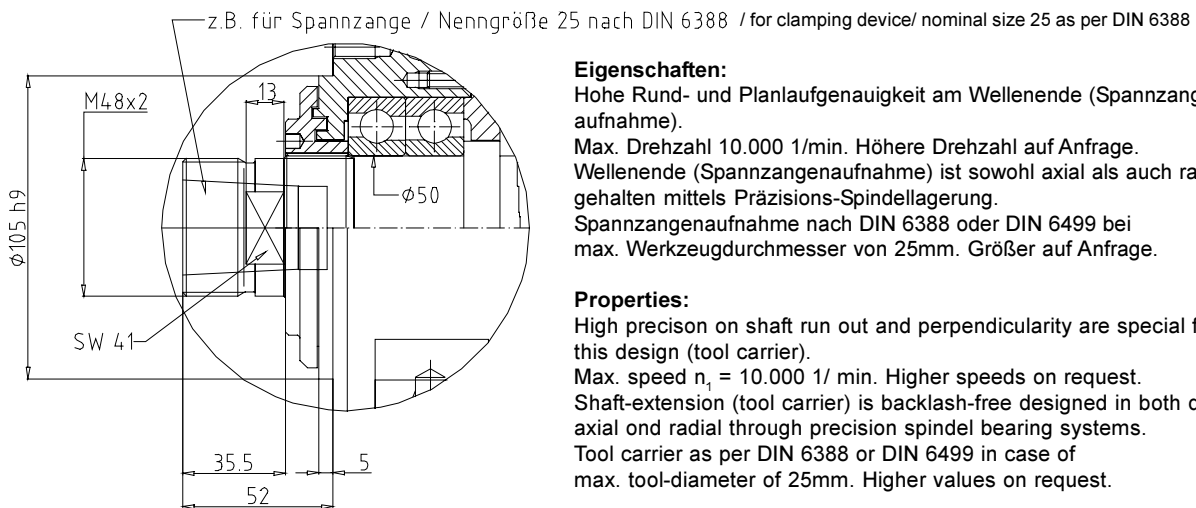 z.B. für Spannzange / Nenngröße 25 nach DIN 6388 / for clamping device/ nominal size 25 as per DIN 6388
13
M48x2
ϕ50
ϕ105 h9
SW 41
35.5
5
52
Eigenschaften:
Hohe Rund- und Planlaufgenauigkeit am Wellenende (Spannzang
aufnahme).
Max. Drehzahl 10.000 1/min. Höhere Drehzahl auf Anfrage.
Wellenende (Spannzangenaufnahme) ist sowohl axial als auch ra
gehalten mittels Präzisions-Spindellagerung.
Spannzangenaufnahme nach DIN 6388 oder DIN 6499 bei
max. Werkzeugdurchmesser von 25mm. Größer auf Anfrage.
Properties:
High precison on shaft run out and perpendicularity are special f
this design (tool carrier).
Max. speed n₁ = 10.000 1/ min. Higher speeds on request.
Shaft-extension (tool carrier) is backlash-free designed in both d
axial ond radial through precision spindel bearing systems.
Tool carrier as per DIN 6388 or DIN 6499 in case of
max. tool-diameter of 25mm. Higher values on request.